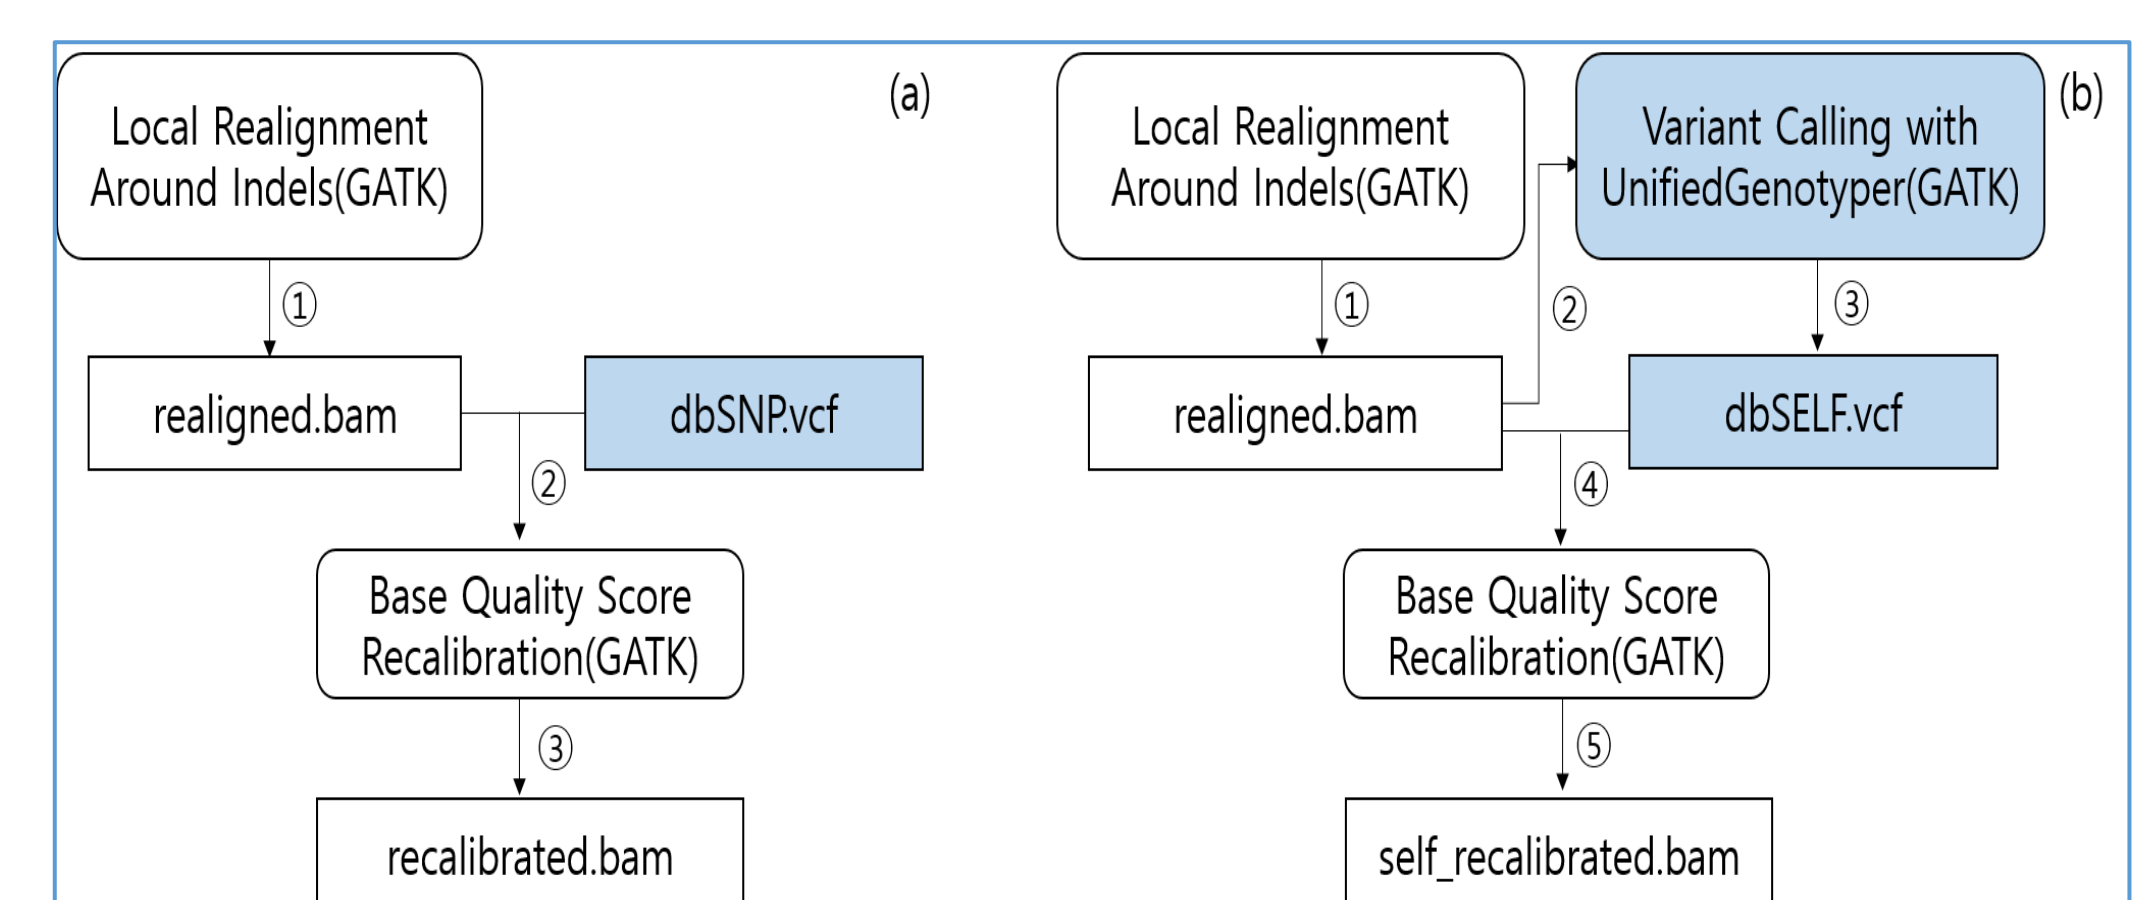 (a)
Local Realignment
Around Indels(GATK)
①
realigned.bam
dbSNP.vcf
②
Base Quality Score
Recalibration(GATK)
③
recalibrated.bam
(b)
Local Realignment
Around Indels(GATK)
Variant Calling with
UnifiedGenotyper(GATK)
①
②
③
realigned.bam
dbSELF.vcf
④
Base Quality Score
Recalibration(GATK)
⑤
self_recalibrated.bam